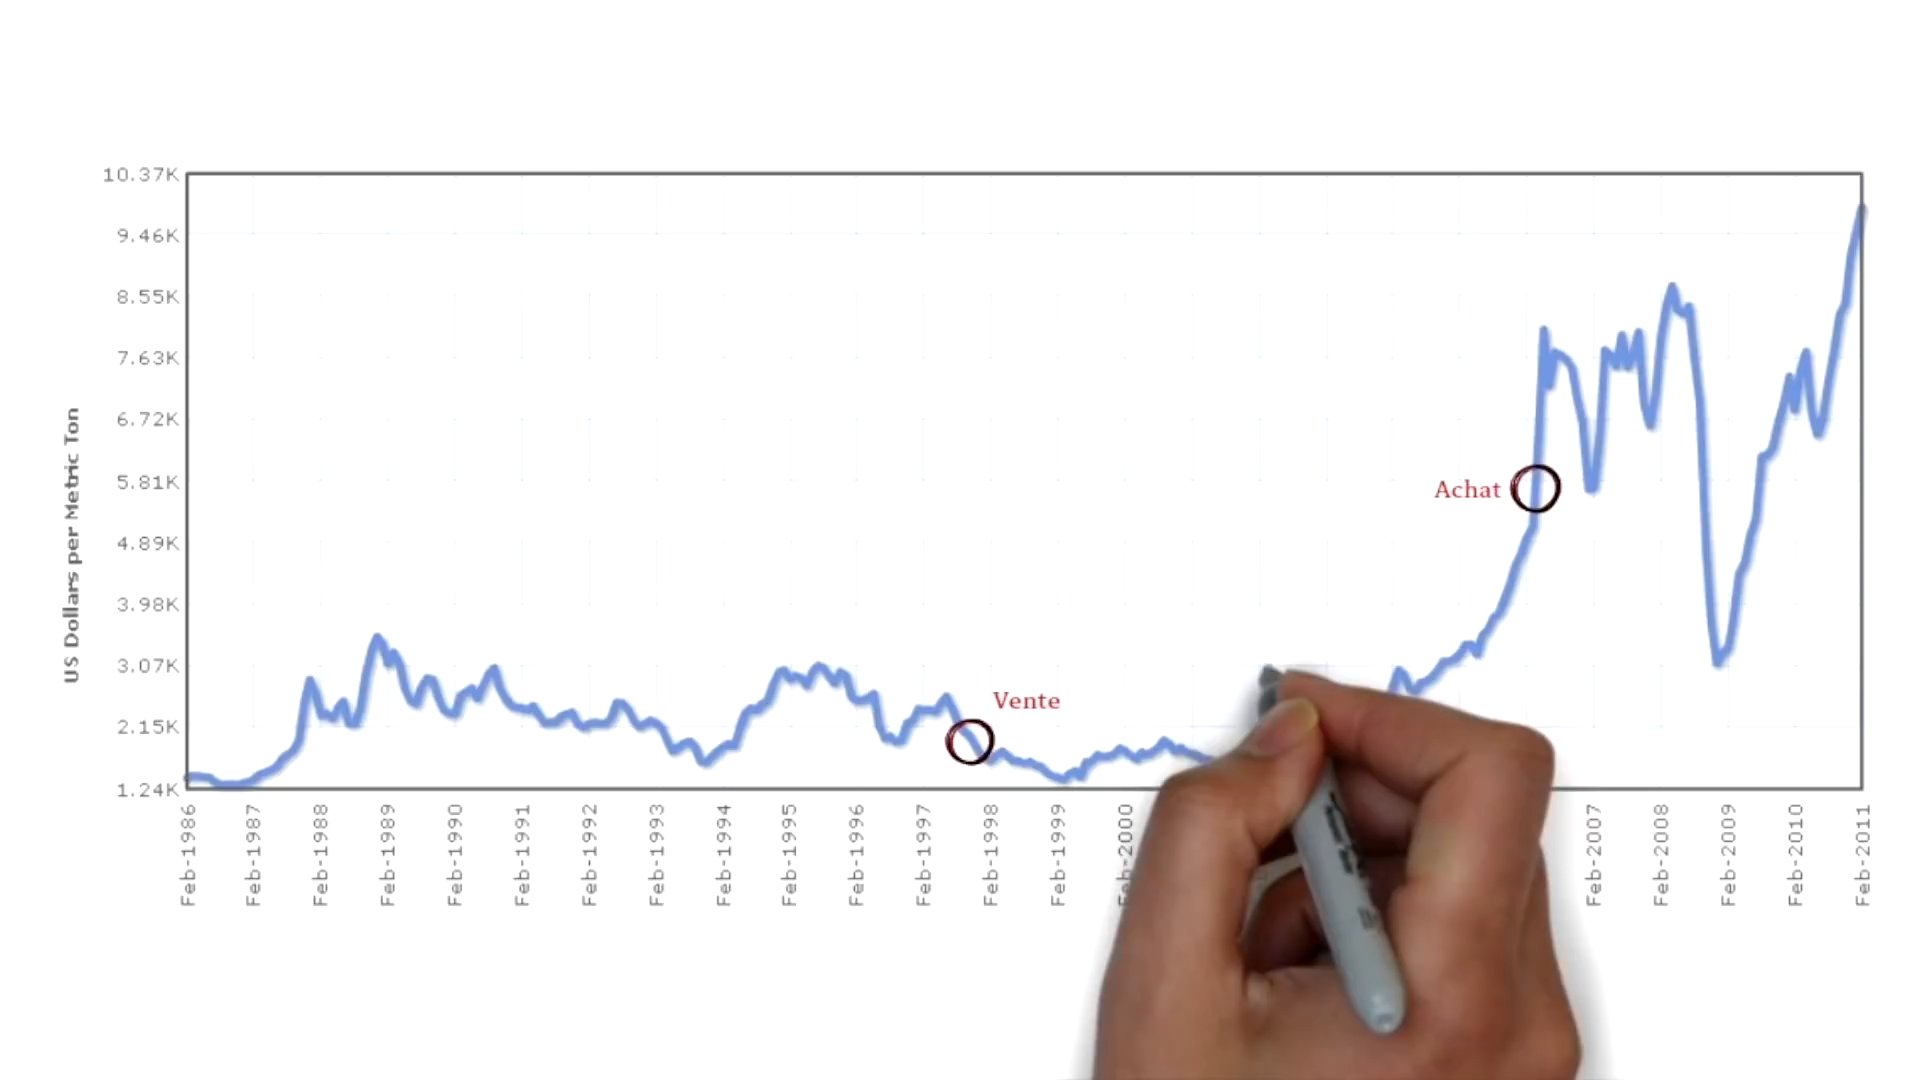 10.37K
9.46K
8.55K
7.63K
6.72K
5.81K
4.89K
3.98K
3.07K
2.15K
1.24K
US Dollars per Metric Ton
Achat
Vente
Feb-1986
Feb-1987
Feb-1988
Feb-1989
Feb-1990
Feb-1991
Feb-1992
Feb-1993
Feb-1994
Feb-1995
Feb-1996
Feb-1997
Feb-1998
Feb-1999
Feb-2000
Feb-2007
Feb-2008
Feb-2009
Feb-2010
Feb-2011